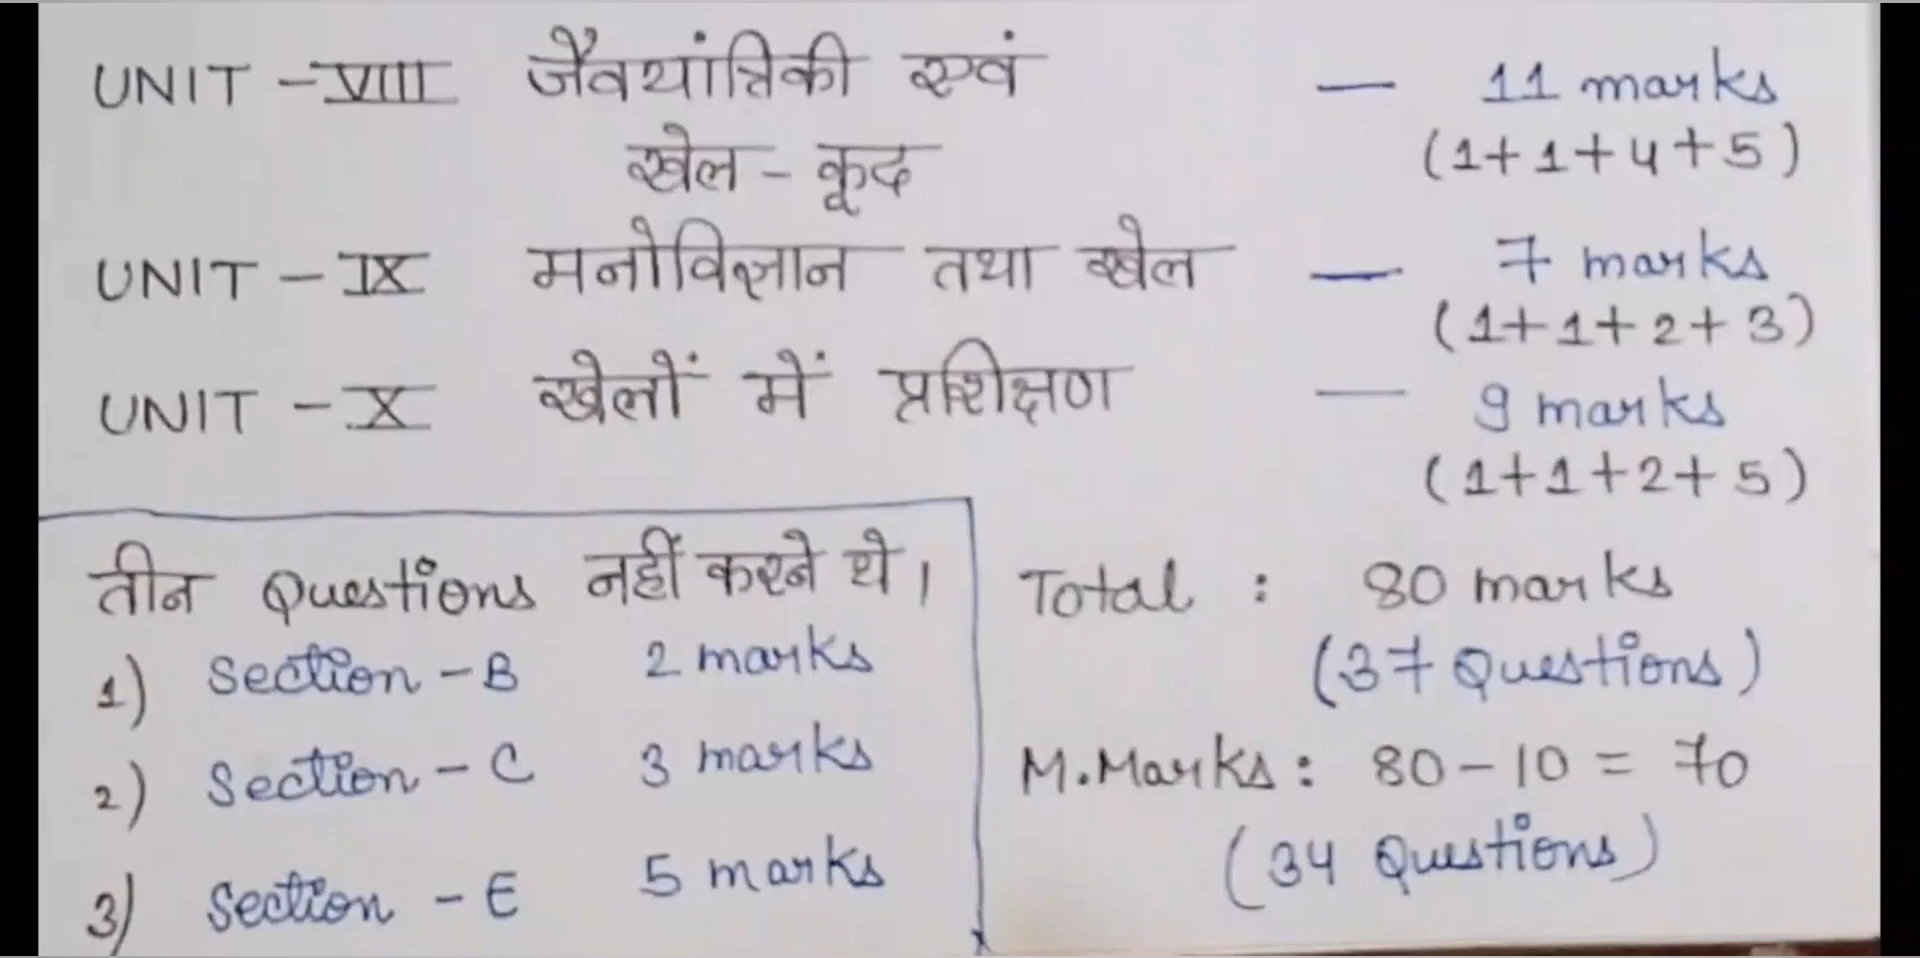 UNIT - VIII जैवयांत्रिकी एवं — 11 marks
खेल - कूद (1+1+4+5)
UNIT - IX मनोविज्ञान तथा खेल — 7 marks
(1+1+2+3)
UNIT - X खेलों में प्रशिक्षण — 9 marks
(1+1+2+5)
तीन Questions नहीं करने थे।
1) Section - B 2 marks
2) Section - C 3 marks
3) Section - E 5 marks
Total : 80 marks
(37 Questions)
M.Marks : 80 - 10 = 70
(34 Questions)